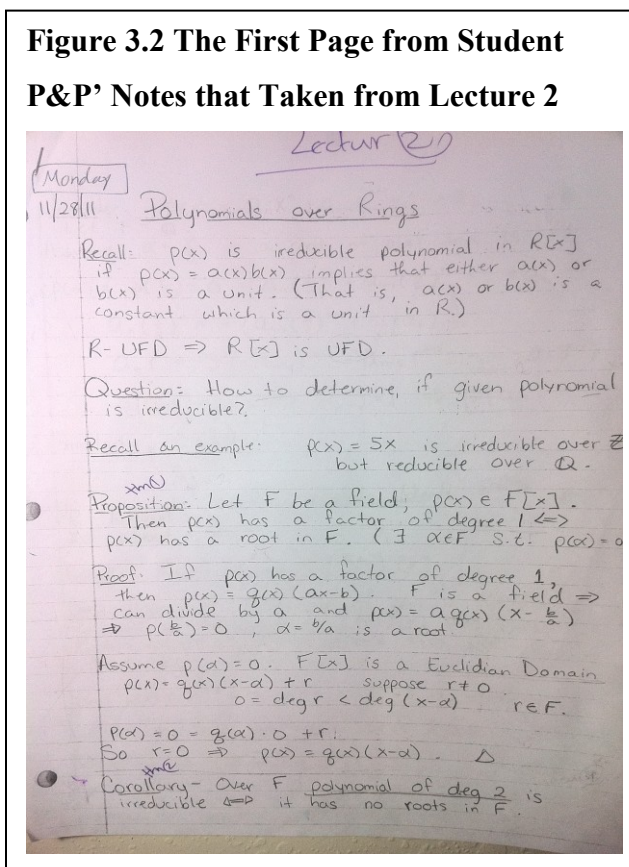 Figure 3.2 The First Page from Student
P&P' Notes that Taken from Lecture 2
Lectur 2
Monday
11/28/11 Polynomials over Rings
Recall: p(x) is ireducible polynomial in R[x]
if p(x) = a(x)b(x) implies that either a(x) or
b(x) is a unit. (That is, a(x) or b(x) is a
constant which is a unit in R.)
R- UFD ⇒ R[x] is UFD.
Question: How to determine, if given polynomial
is irreducible?
Recall an example: p(x) = 5x is irreducible over ℤ
but reducible over Q.
Proposition: Let F be a field, p(x) ∈ F[x].
Then p(x) has a factor of degree 1 <=>
p(x) has a root in F. (∃ α∈F s.t. p(α) = 0
Proof: If p(x) has a factor of degree 1,
then p(x) = q(x) (ax-b). F is a field ⇒
can divide by a and p(x) = a q(x) (x - b/a)
⇒ p(b/a) = 0, α = b/a is a root
Assume p(α) = 0. F[x] is a Euclidian Domain
p(x) = q(x) (x-α) + r suppose r ≠ 0
0 = deg r < deg (x-α) r ∈ F.
p(α) = 0 = q(α) · 0 + r;
So r=0 ⇒ p(x) = q(x) (x-α). Δ
Corollary - Over F polynomial of deg 2 is
irreducible <=> it has no roots in F.